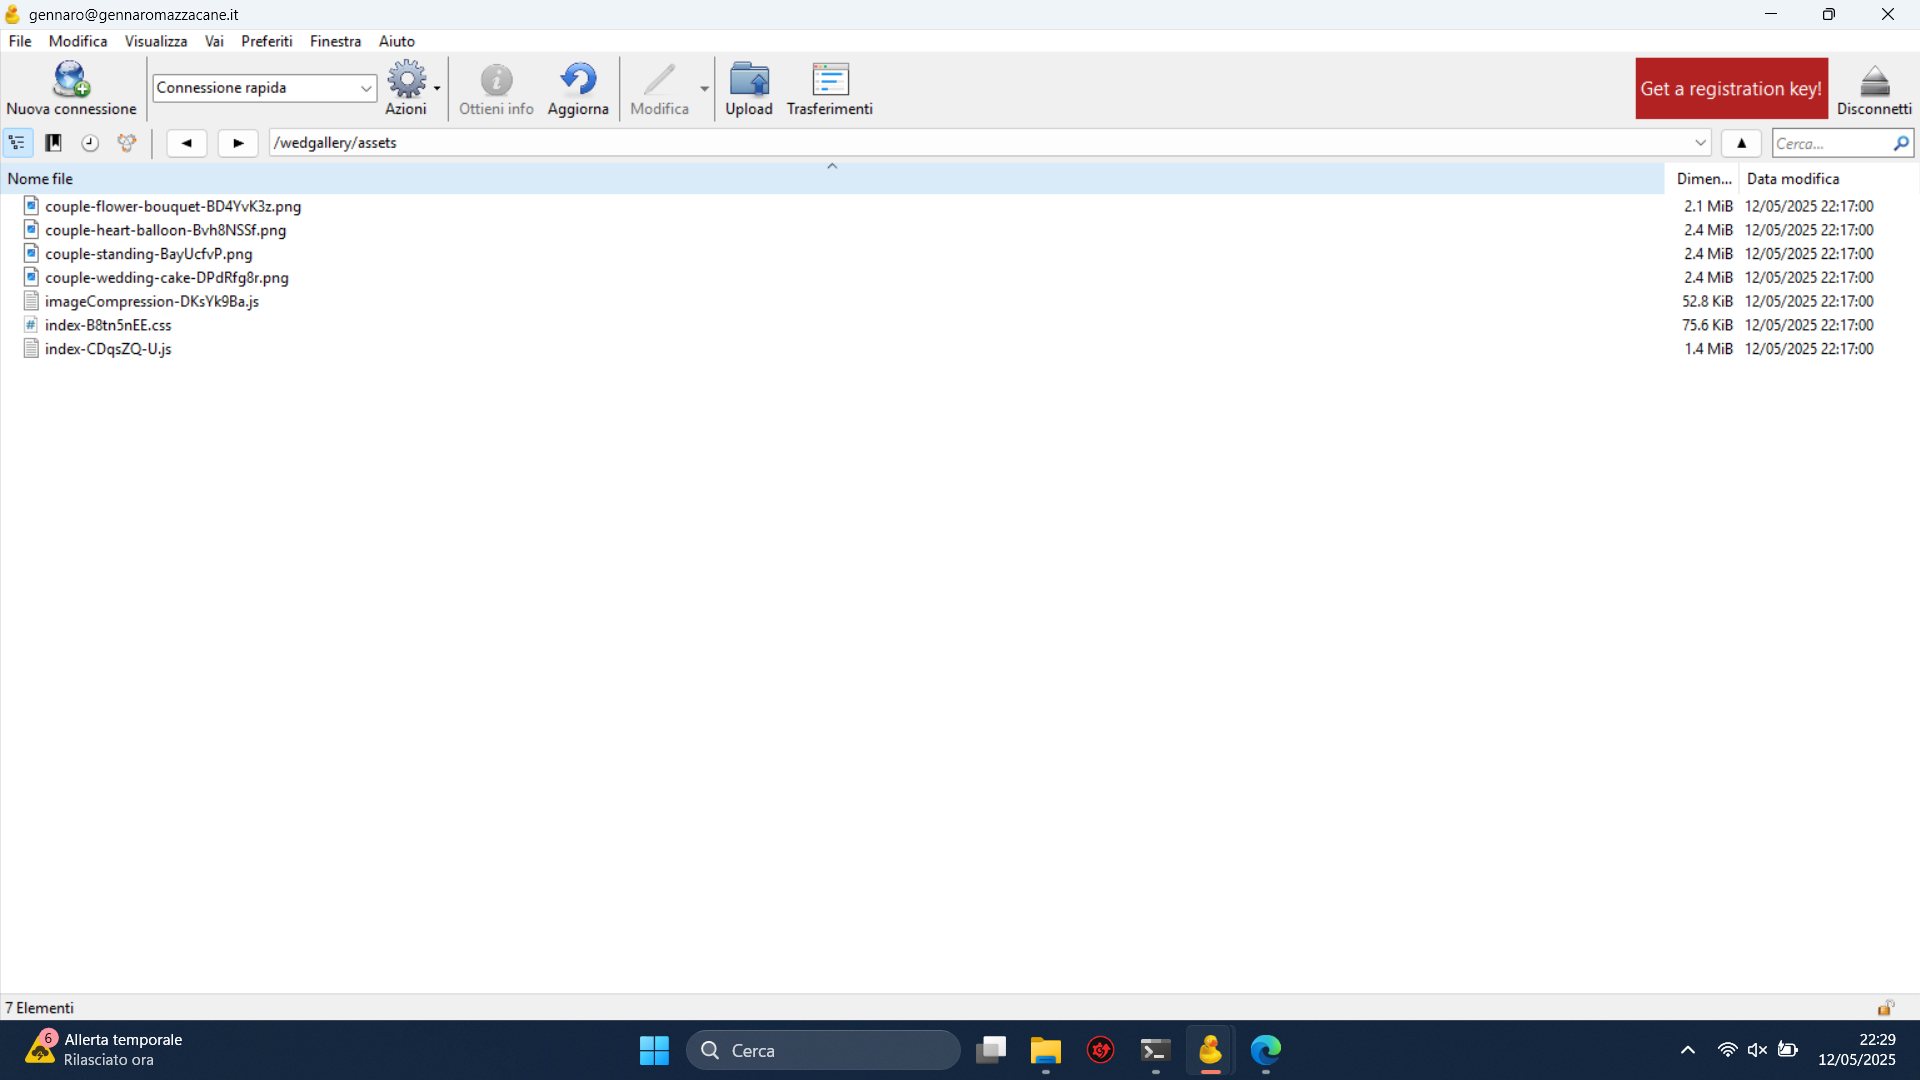 gennaro@gennaromazzacane.it
File Modifica Visualizza Vai Preferiti Finestra Aiuto
Nuova connessione
Connessione rapida
Azioni
Ottieni info
Aggiorna
Modifica
Upload
Trasferimenti
Get a registration key!
Disconnetti
/wedgallery/assets
Cerca...
Nome file Dimen... Data modifica
couple-flower-bouquet-BD4YvK3z.png 2.1 MiB 12/05/2025 22:17:00
couple-heart-balloon-Bvh8NSSf.png 2.4 MiB 12/05/2025 22:17:00
couple-standing-BayUcfvP.png 2.4 MiB 12/05/2025 22:17:00
couple-wedding-cake-DPdRfg8r.png 2.4 MiB 12/05/2025 22:17:00
imageCompression-DKsYk9Ba.js 52.8 KiB 12/05/2025 22:17:00
index-B8tn5nEE.css 75.6 KiB 12/05/2025 22:17:00
index-CDqsZQ-U.js 1.4 MiB 12/05/2025 22:17:00
7 Elementi
6
Allerta temporale
Rilasciato ora
Cerca
22:29
12/05/2025